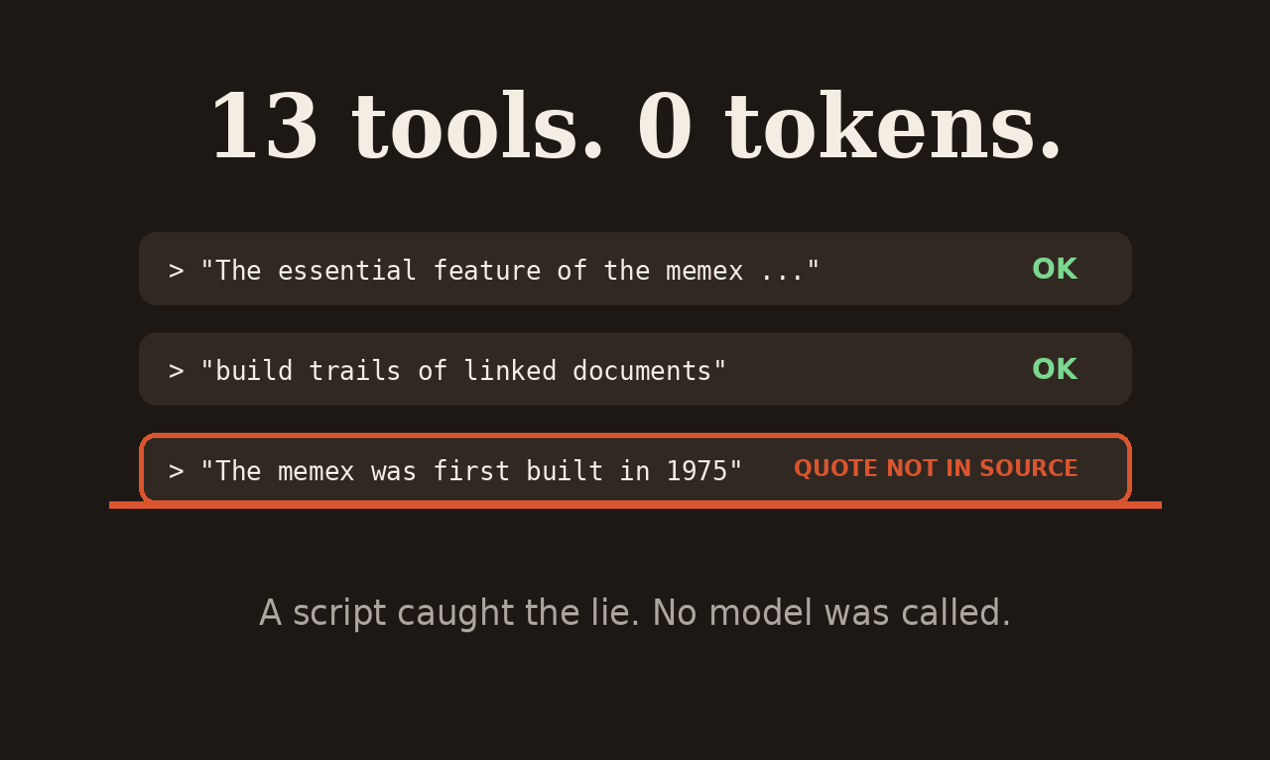 13 tools. 0 tokens.
> "The essential feature of the memex ..." OK
> "build trails of linked documents" OK
> "The memex was first built in 1975" QUOTE NOT IN SOURCE
A script caught the lie. No model was called.